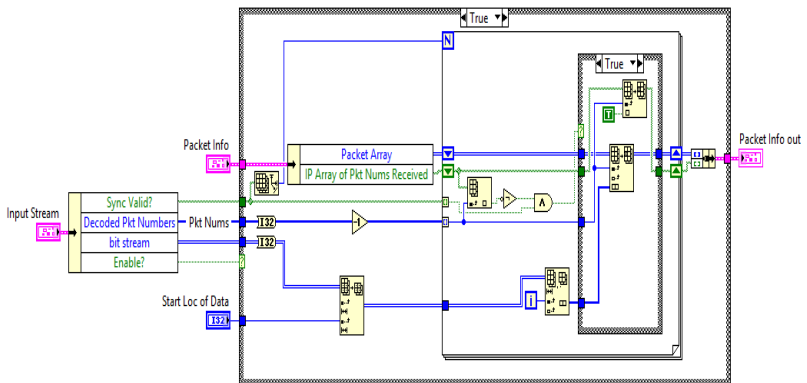 True
N
True
T
Packet Info
Packet Array
IP Array of Pkt Nums Received
Packet Info out
Input Stream
Sync Valid?
Decoded Pkt Numbers
Pkt Nums
I32
-1
bit stream
I32
Enable?
Start Loc of Data
I32
i